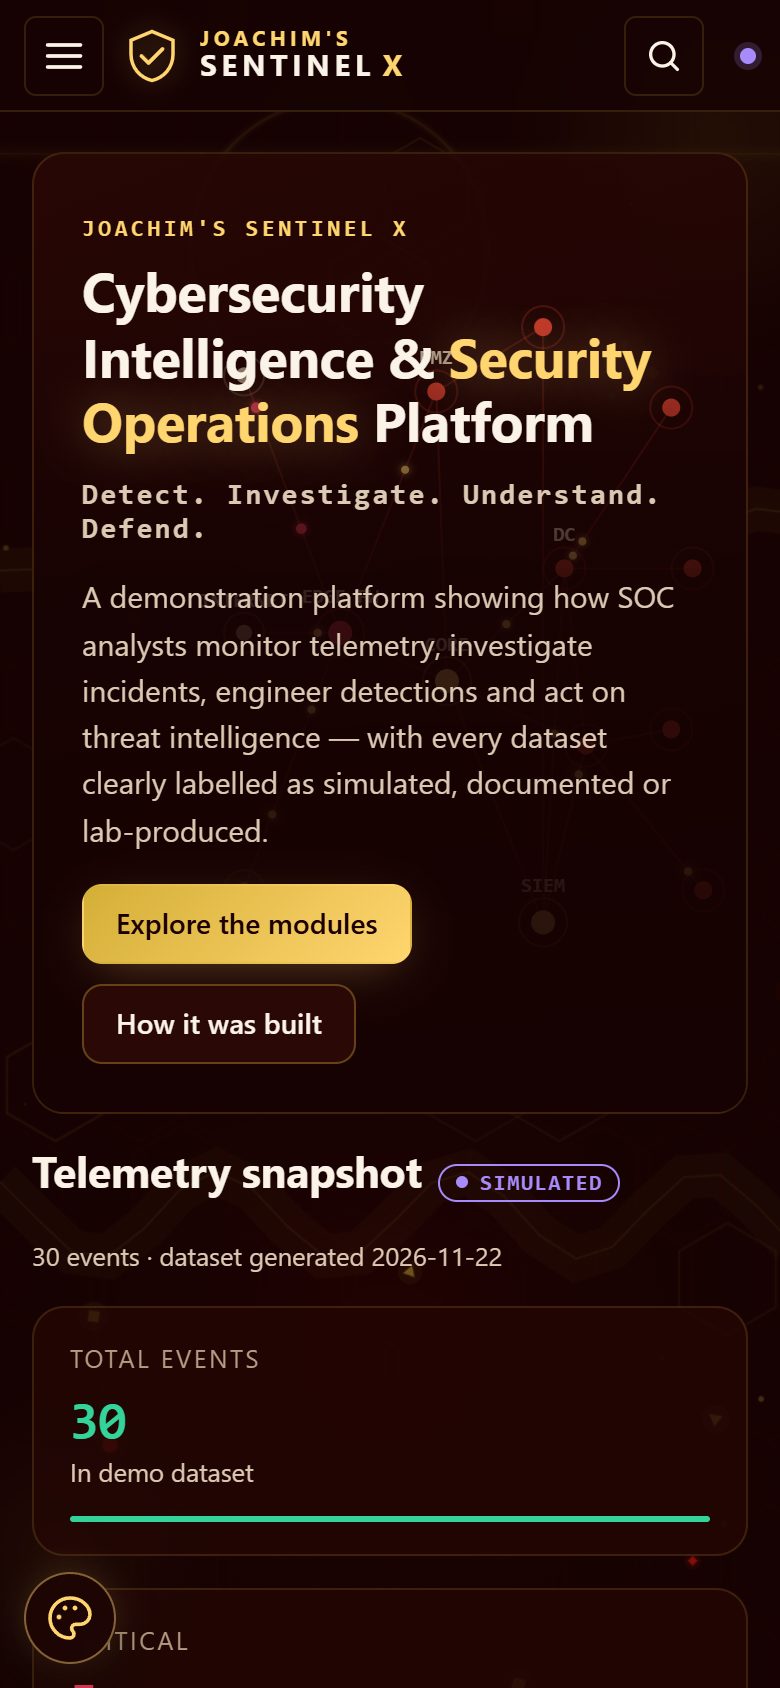 JOACHIM'S
SENTINEL X
JOACHIM'S SENTINEL X
Cybersecurity
Intelligence & Security
Operations Platform
Detect. Investigate. Understand.
Defend.
DC
A demonstration platform showing how SOC
analysts monitor telemetry, investigate
incidents, engineer detections and act on
threat intelligence — with every dataset
clearly labelled as simulated, documented or
lab-produced.
SIEM
Explore the modules
How it was built
Telemetry snapshot
SIMULATED
30 events · dataset generated 2026-11-22
TOTAL EVENTS
30
In demo dataset